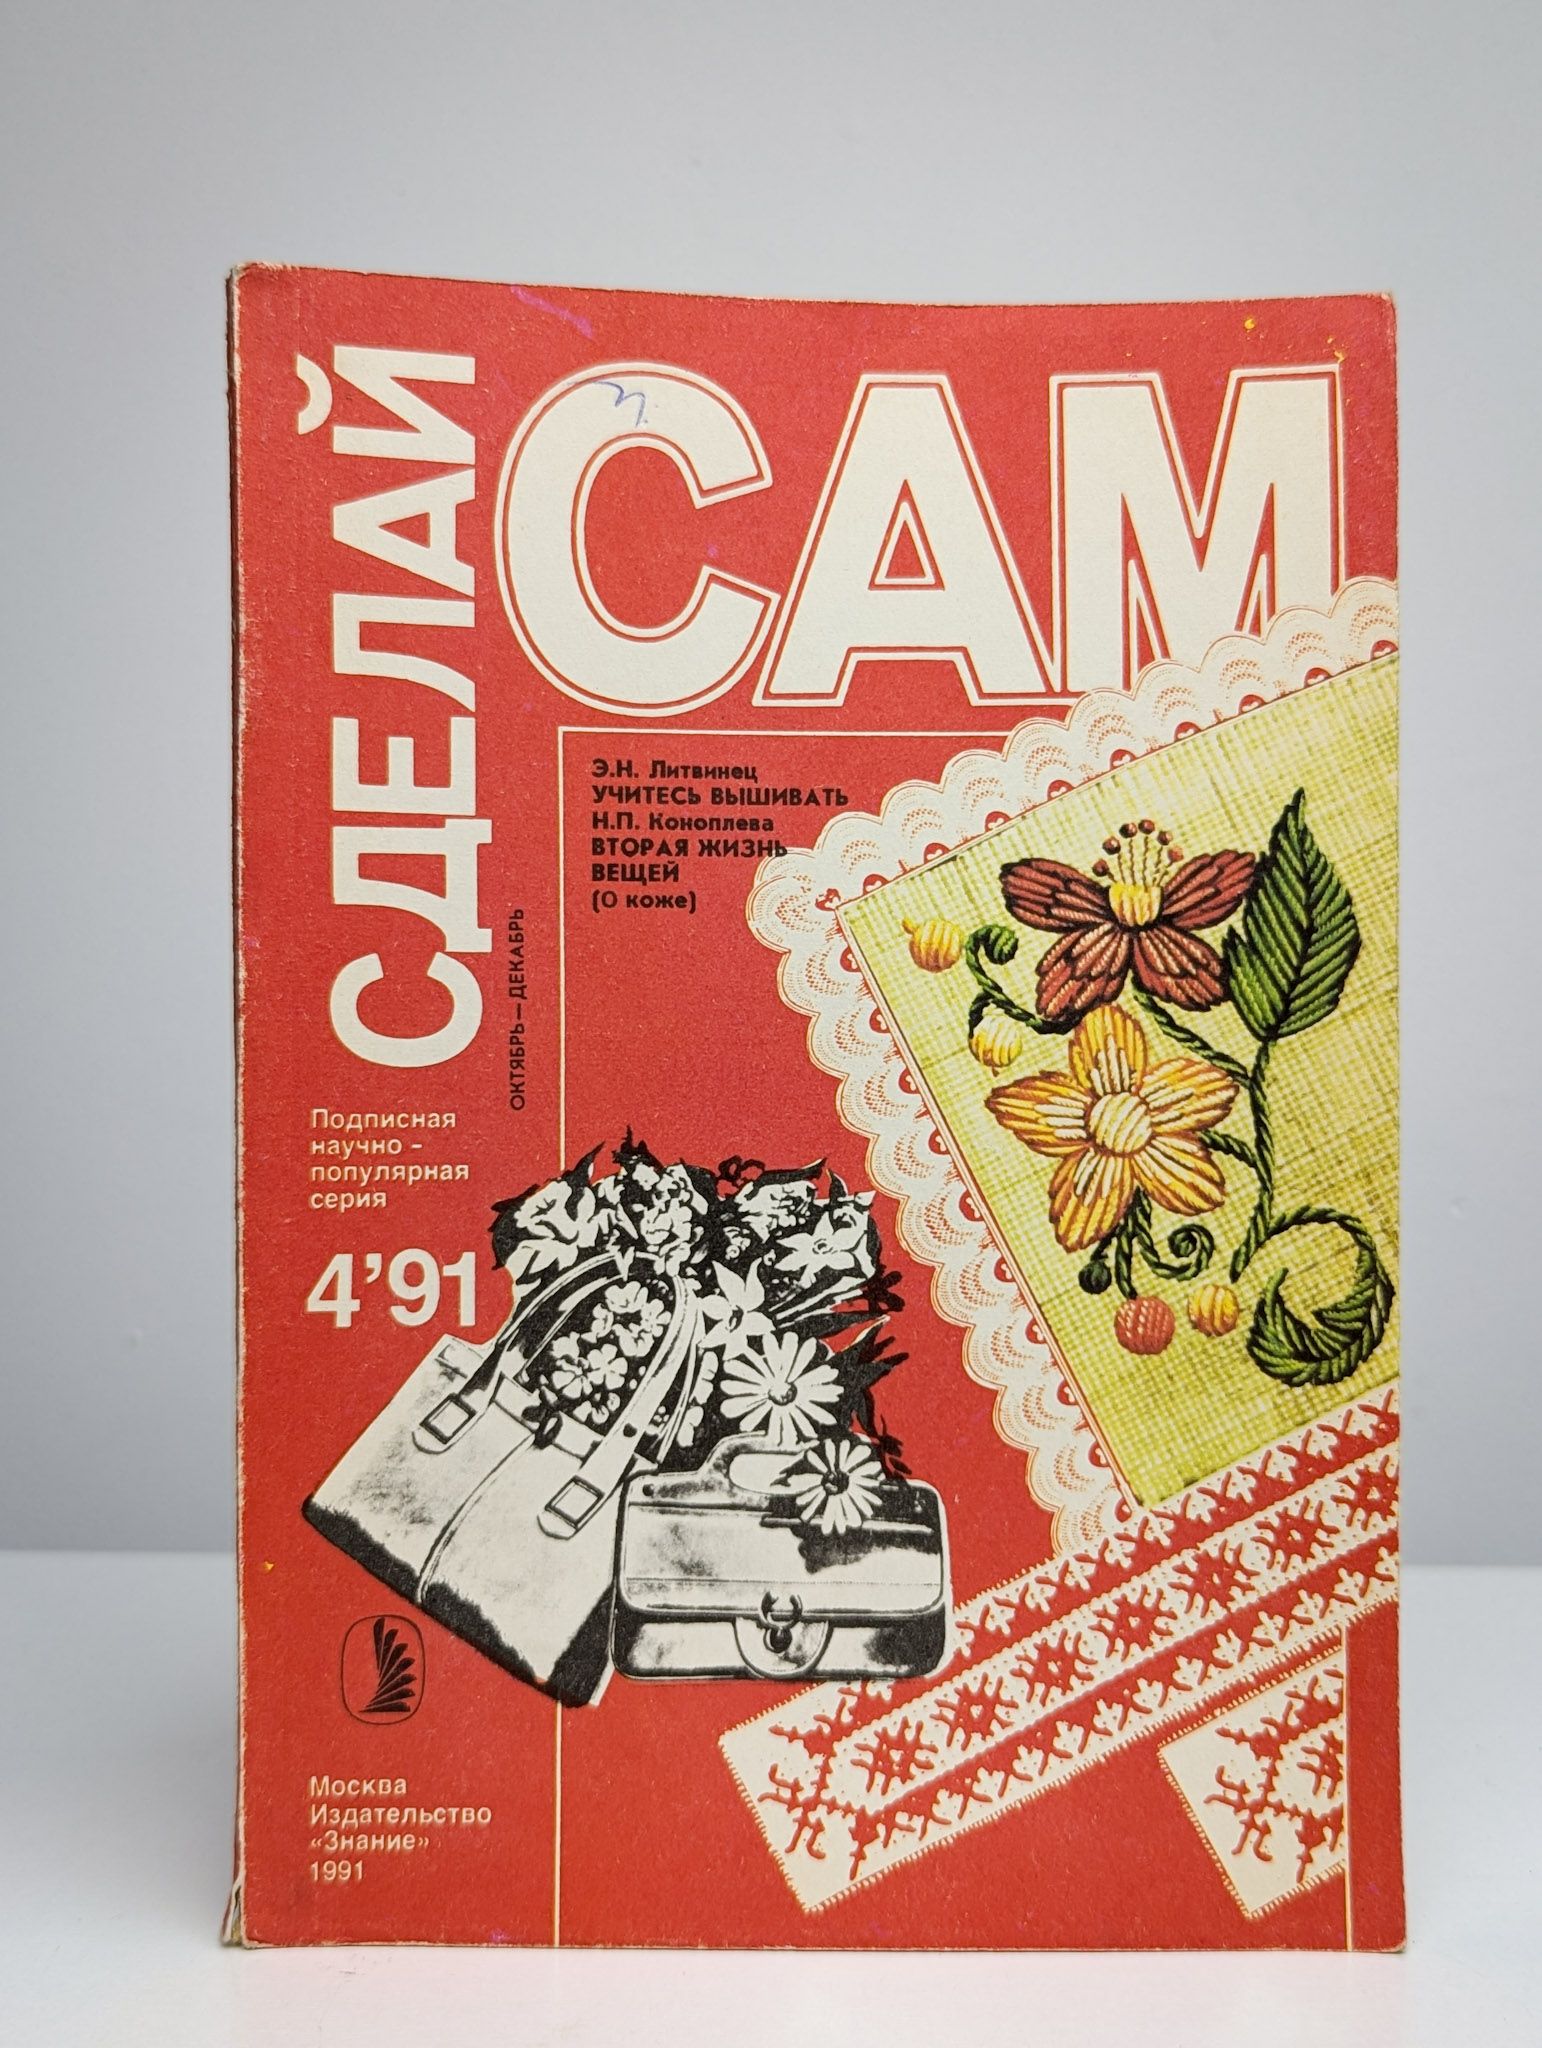 СДЕЛАЙ
САМ
Э.Н. Литвинец
УЧИТЕСЬ ВЫШИВАТЬ
Н.П. Коноплева
ВТОРАЯ ЖИЗНЬ
ВЕЩЕЙ
(О коже)
ОКТЯБРЬ—ДЕКАБРЬ
Подписная
научно -
популярная
серия
4’91
Москва
Издательство
«Знание»
1991